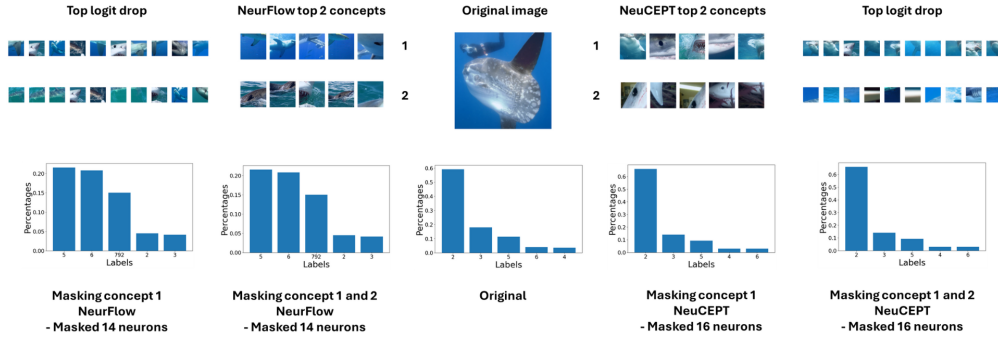 Top logit drop
NeurFlow top 2 concepts
Original image
NeuCEPT top 2 concepts
Top logit drop
1
2
1
2
Percentages
0.20
0.15
0.10
0.05
0.00
5 6 792 2 3
Labels
Percentages
0.20
0.15
0.10
0.05
0.00
5 6 792 2 3
Labels
Percentages
0.6
0.5
0.4
0.3
0.2
0.1
0.0
2 3 5 6 4
Labels
Percentages
0.6
0.5
0.4
0.3
0.2
0.1
0.0
2 3 5 4 6
Labels
Percentages
0.6
0.5
0.4
0.3
0.2
0.1
0.0
2 3 5 4 6
Labels
Masking concept 1
NeurFlow
- Masked 14 neurons
Masking concept 1 and 2
NeurFlow
- Masked 14 neurons
Original
Masking concept 1
NeuCEPT
- Masked 16 neurons
Masking concept 1 and 2
NeuCEPT
- Masked 16 neurons